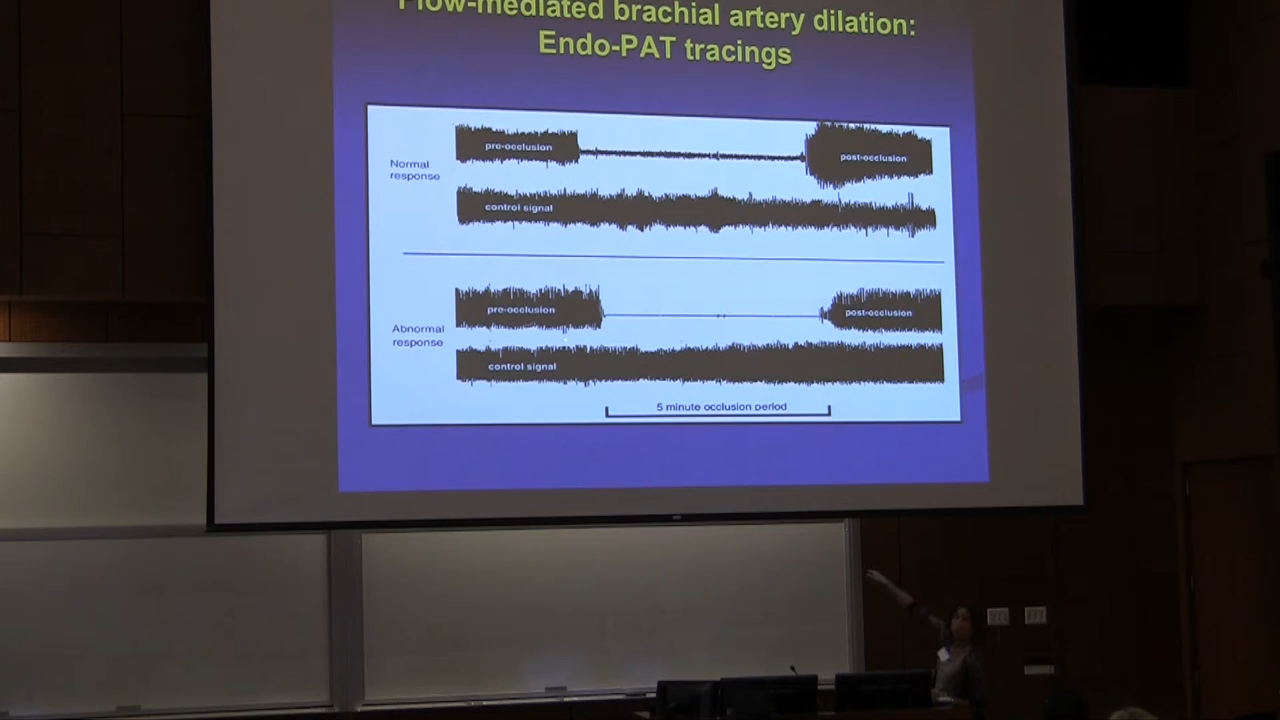 Flow-mediated brachial artery dilation:
Endo-PAT tracings
pre-occlusion
post-occlusion
Normal
response
control signal
pre-occlusion
post-occlusion
Abnormal
response
control signal
5 minute occlusion period